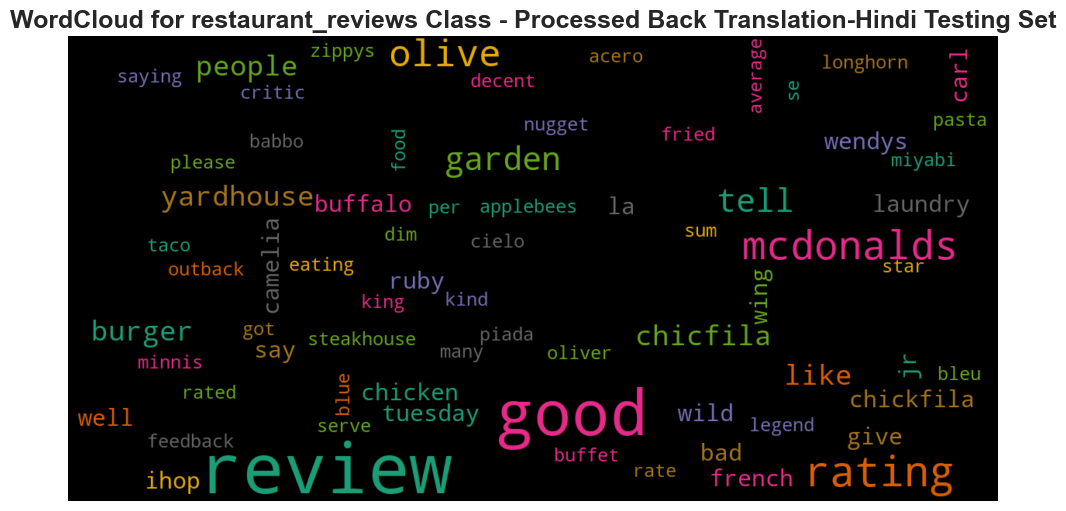 WordCloud for restaurant_reviews Class - Processed Back Translation-Hindi Testing Set
zippys
olive
acero
average
saying
people
decent
se
longhorn
carl
critic
nugget
fried
pasta
babbo
food
wendys
please
garden
miyabi
yardhouse
buffalo
per
applebees
la
tell
laundry
taco
camelia
dim
cielo
sum
mcdonalds
outback
eating
star
ruby
king
kind
wing
burger
got
steakhouse
piada
chicfila
minnis
say
many
oliver
like
jr
bleu
rated
blue
chicken
chickfila
well
tuesday
good
wild
legend
feedback
serve
give
buffet
bad
ihop
review
rate
french
rating